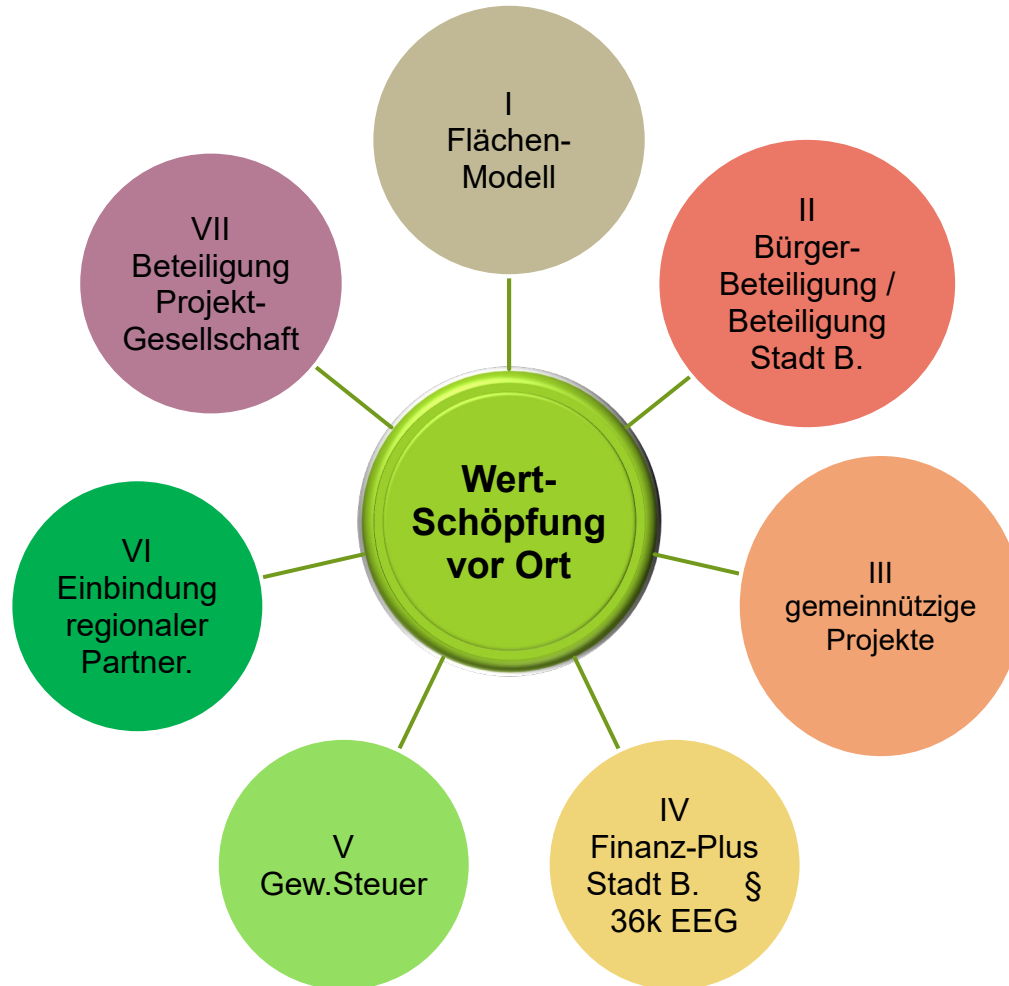 I
Flächen-
Modell
II
Bürger-
Beteiligung /
Beteiligung
Stadt B.
III
gemeinnützige
Projekte
IV
Finanz-Plus
Stadt B. §
36k EEG
V
Gew.Steuer
VI
Einbindung
regionaler
Partner.
VII
Beteiligung
Projekt-
Gesellschaft
Wert-
Schöpfung
vor Ort